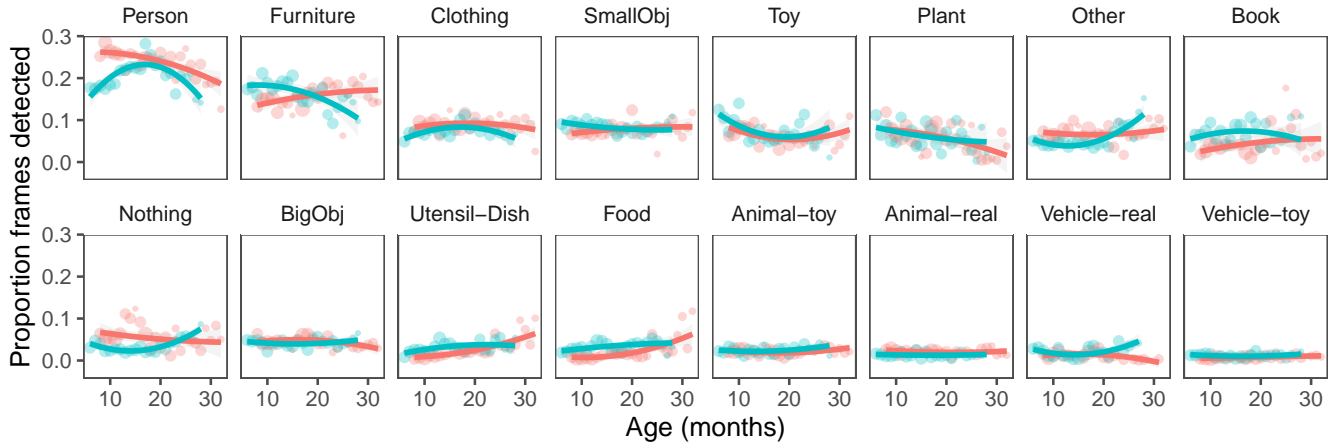 Person Furniture Clothing SmallObj Toy Plant Other Book
0.3
0.2
0.1
0.0
Nothing BigObj Utensil−Dish Food Animal−toy Animal−real Vehicle−real Vehicle−toy
0.3
0.2
0.1
0.0
10 20 30 10 20 30 10 20 30 10 20 30 10 20 30 10 20 30 10 20 30 10 20 30
Age (months)
Proportion frames detected